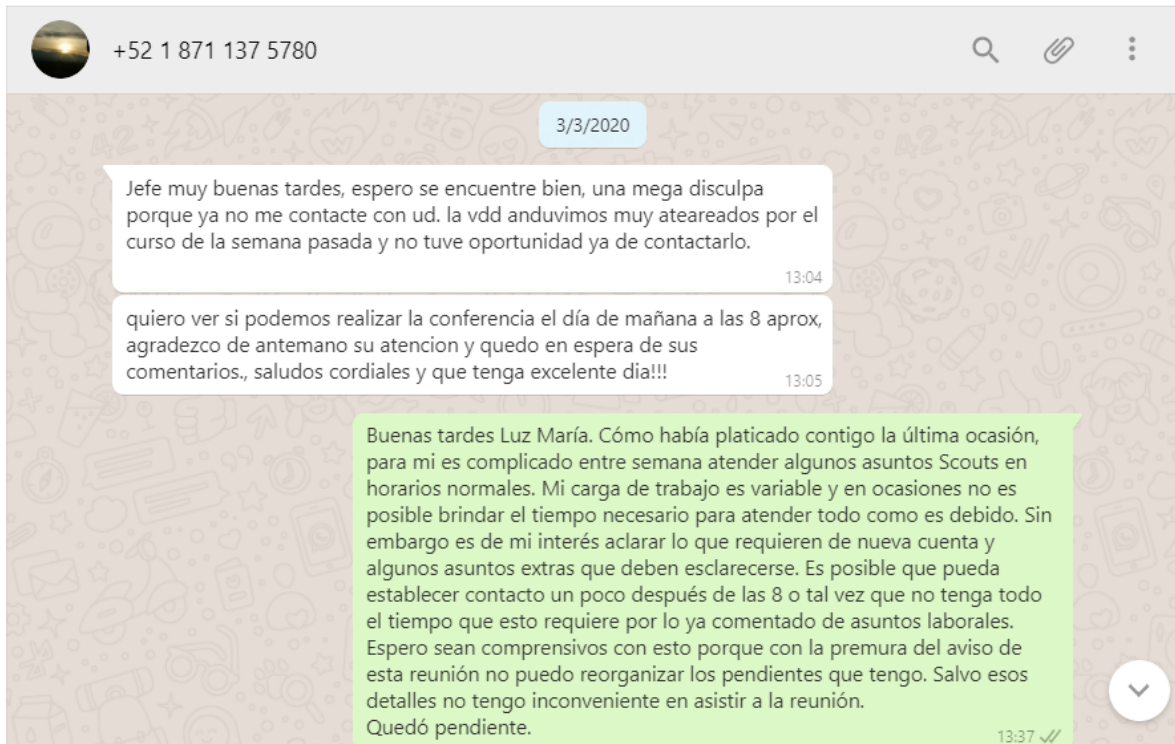 +52 1 871 137 5780
3/3/2020
Jefe muy buenas tardes, espero se encuentre bien, una mega disculpa
porque ya no me contacte con ud. la vdd anduvimos muy ateareados por el
curso de la semana pasada y no tuve oportunidad ya de contactarlo.
13:04
quiero ver si podemos realizar la conferencia el día de mañana a las 8 aprox,
agradezco de antemano su atencion y quedo en espera de sus
comentarios., saludos cordiales y que tenga excelente dia!!!
13:05
Buenas tardes Luz María. Cómo había platicado contigo la última ocasión,
para mi es complicado entre semana atender algunos asuntos Scouts en
horarios normales. Mi carga de trabajo es variable y en ocasiones no es
posible brindar el tiempo necesario para atender todo como es debido. Sin
embargo es de mi interés aclarar lo que requieren de nueva cuenta y
algunos asuntos extras que deben esclarecerse. Es posible que pueda
establecer contacto un poco después de las 8 o tal vez que no tenga todo
el tiempo que esto requiere por lo ya comentado de asuntos laborales.
Espero sean comprensivos con esto porque con la premura del aviso de
esta reunión no puedo reorganizar los pendientes que tengo. Salvo esos
detalles no tengo inconveniente en asistir a la reunión.
Quedó pendiente.
13:37